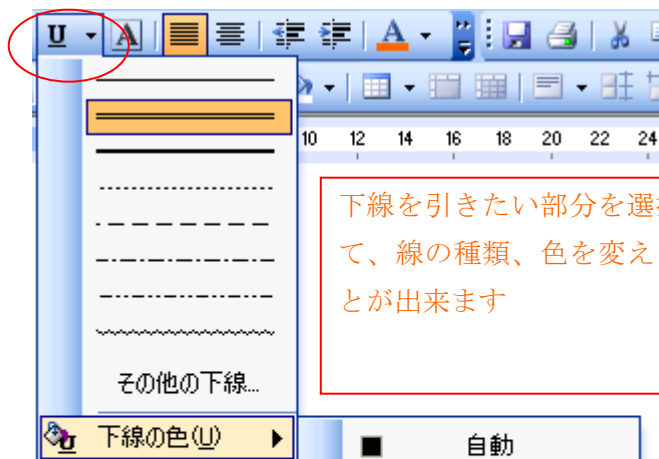 U A A
10 12 14 16 18 20 22 24
下線を引きたい部分を選
て、線の種類、色を変え
とが出来ます
その他の下線...
下線の色(U)
自動